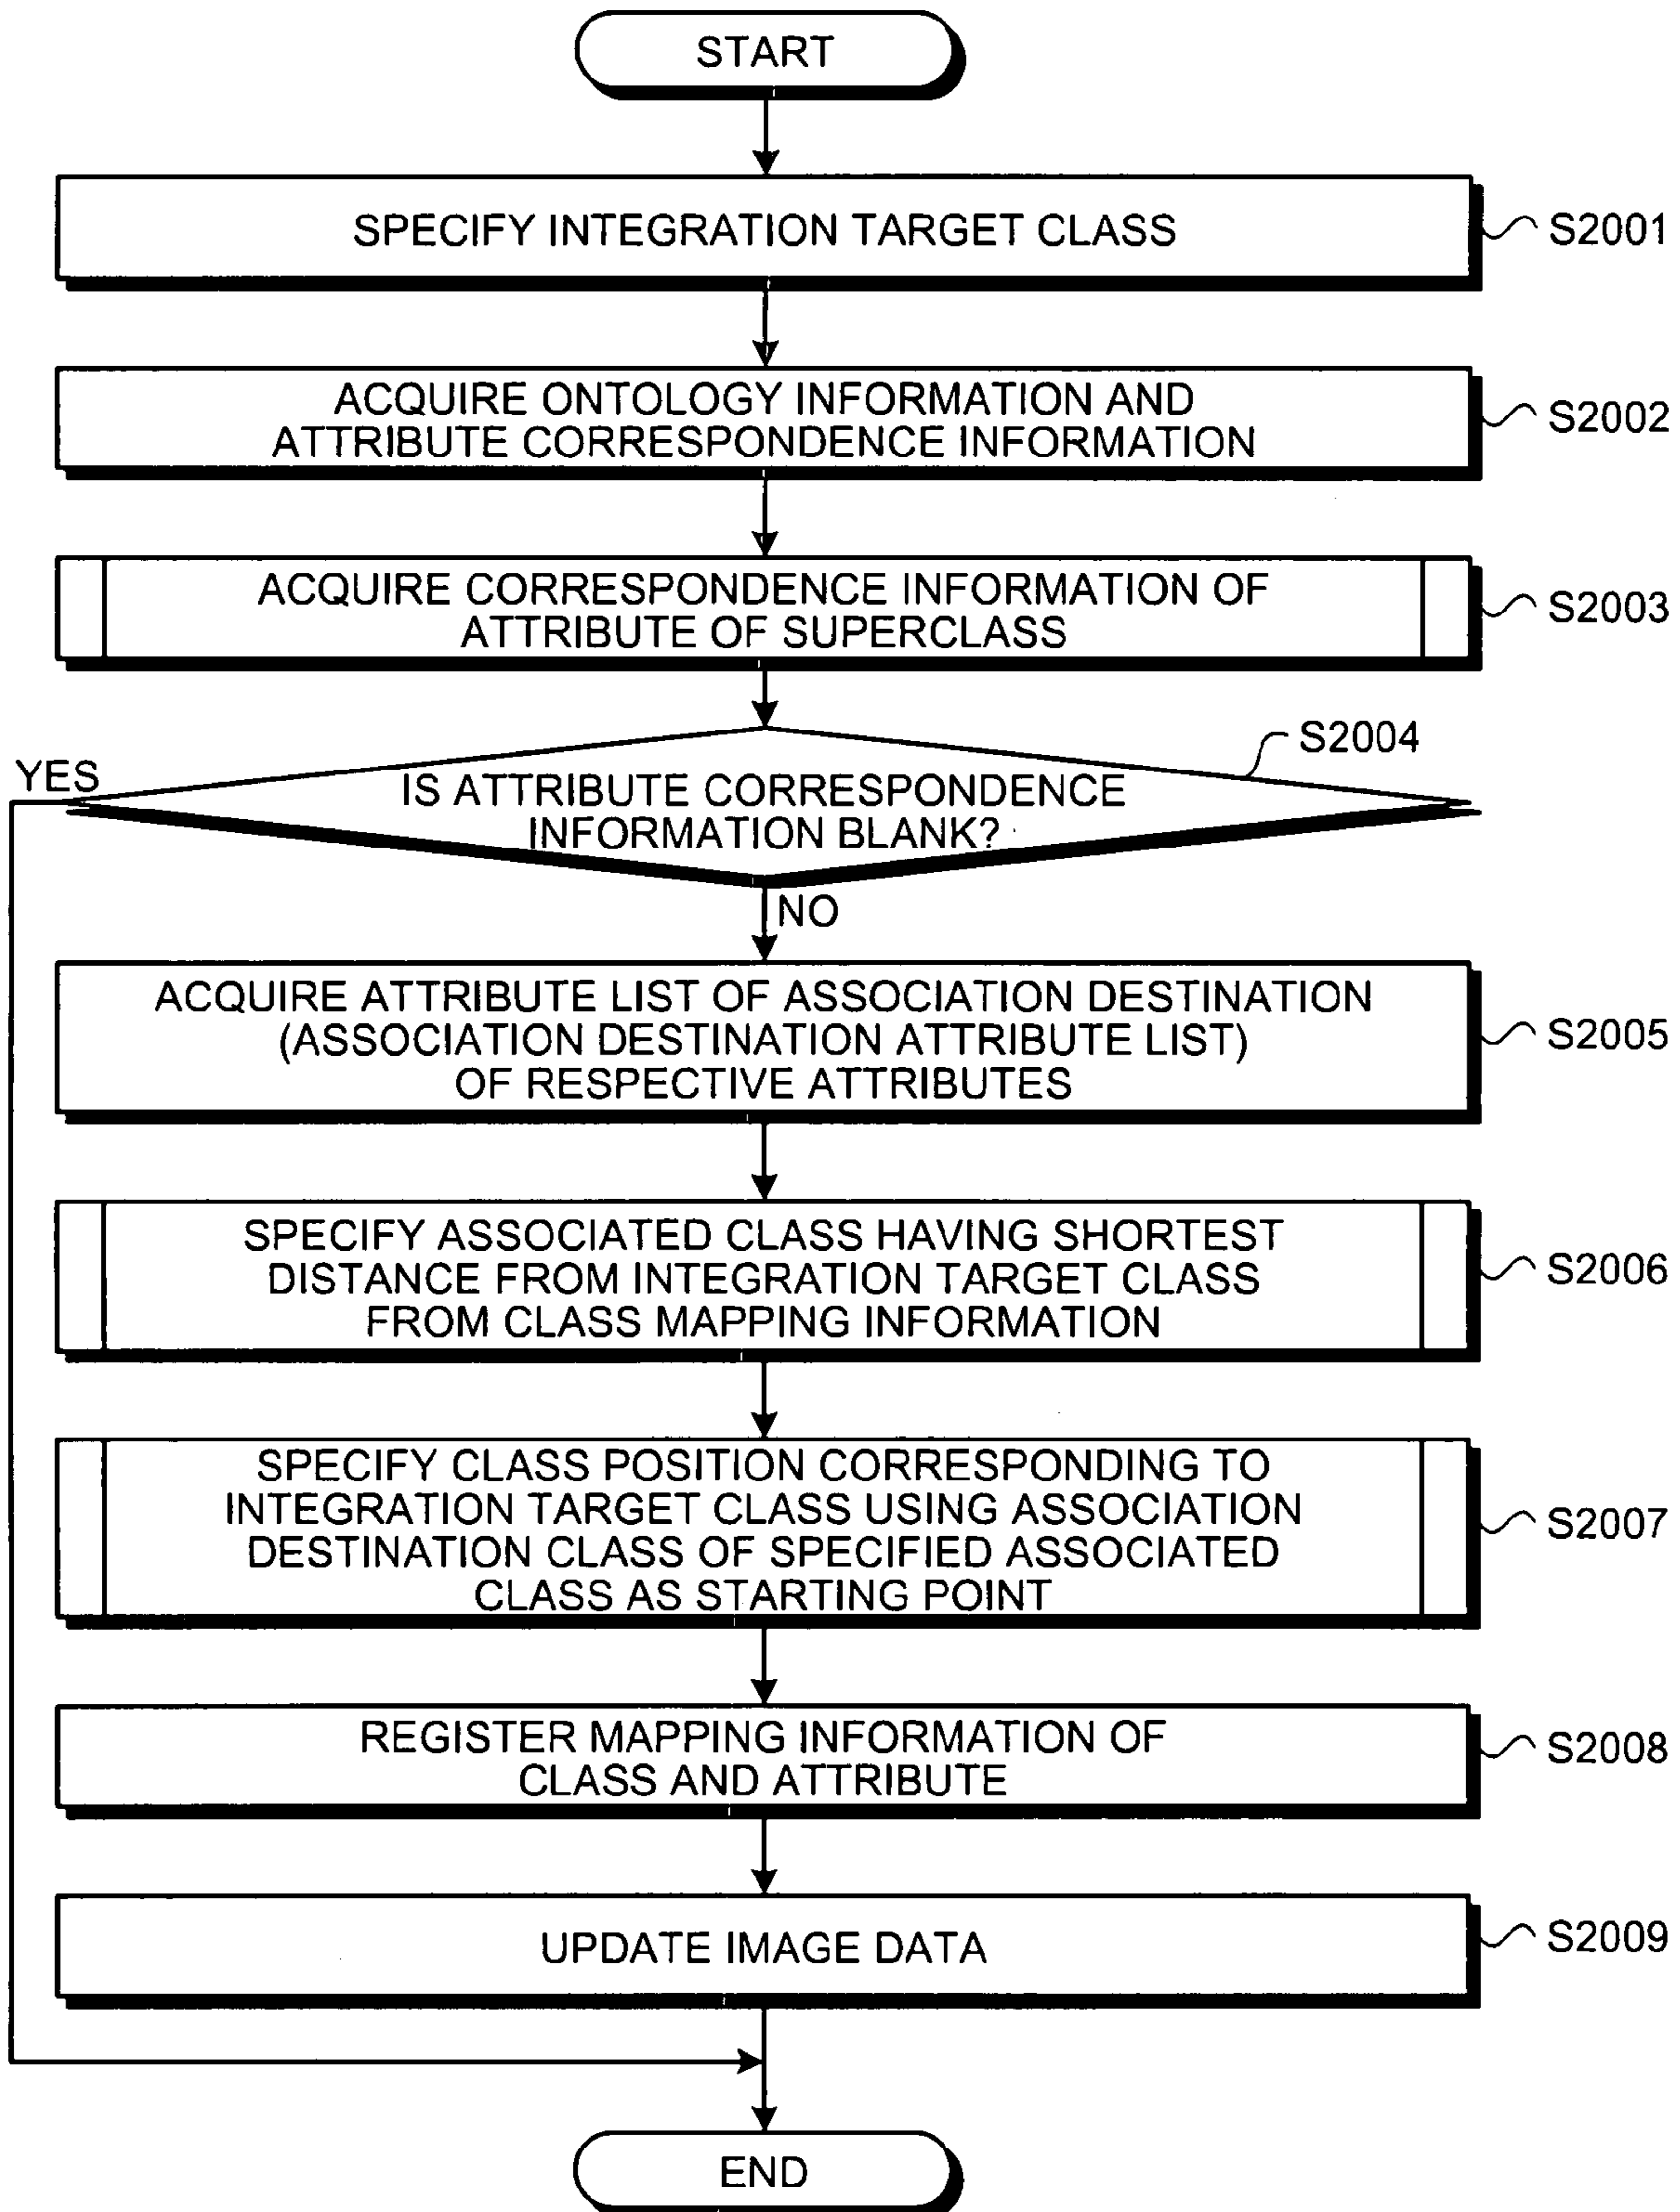 START
SPECIFY INTEGRATION TARGET CLASS
S2001
ACQUIRE ONTOLOGY INFORMATION AND
ATTRIBUTE CORRESPONDENCE INFORMATION
S2002
ACQUIRE CORRESPONDENCE INFORMATION OF
ATTRIBUTE OF SUPERCLASS
S2003
S2004
YES
IS ATTRIBUTE CORRESPONDENCE
INFORMATION BLANK?
NO
ACQUIRE ATTRIBUTE LIST OF ASSOCIATION DESTINATION
(ASSOCIATION DESTINATION ATTRIBUTE LIST)
OF RESPECTIVE ATTRIBUTES
S2005
SPECIFY ASSOCIATED CLASS HAVING SHORTEST
DISTANCE FROM INTEGRATION TARGET CLASS
FROM CLASS MAPPING INFORMATION
S2006
SPECIFY CLASS POSITION CORRESPONDING TO
INTEGRATION TARGET CLASS USING ASSOCIATION
DESTINATION CLASS OF SPECIFIED ASSOCIATED
CLASS AS STARTING POINT
S2007
REGISTER MAPPING INFORMATION OF
CLASS AND ATTRIBUTE
S2008
UPDATE IMAGE DATA
S2009
END